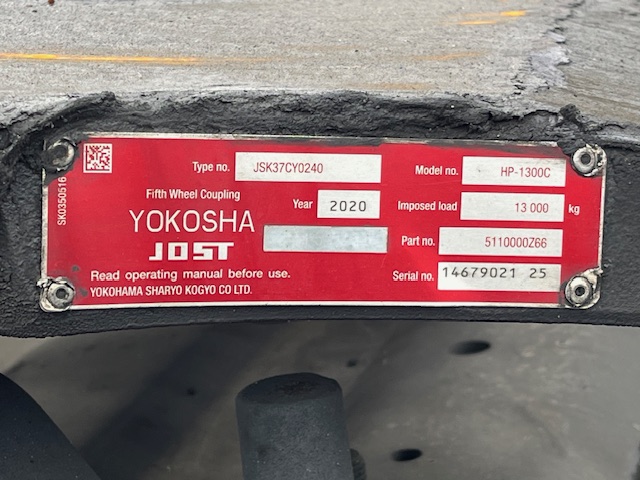 SK0350516
Type no. JSK37CY0240
Model no. HP-1300C
Fifth Wheel Coupling
Year 2020
Imposed load 13 000 kg
YOKOSHA
JOST
Part no. 5110000Z66
Read operating manual before use.
Serial no. 14679021 25
YOKOHAMA SHARYO KOGYO CO LTD.